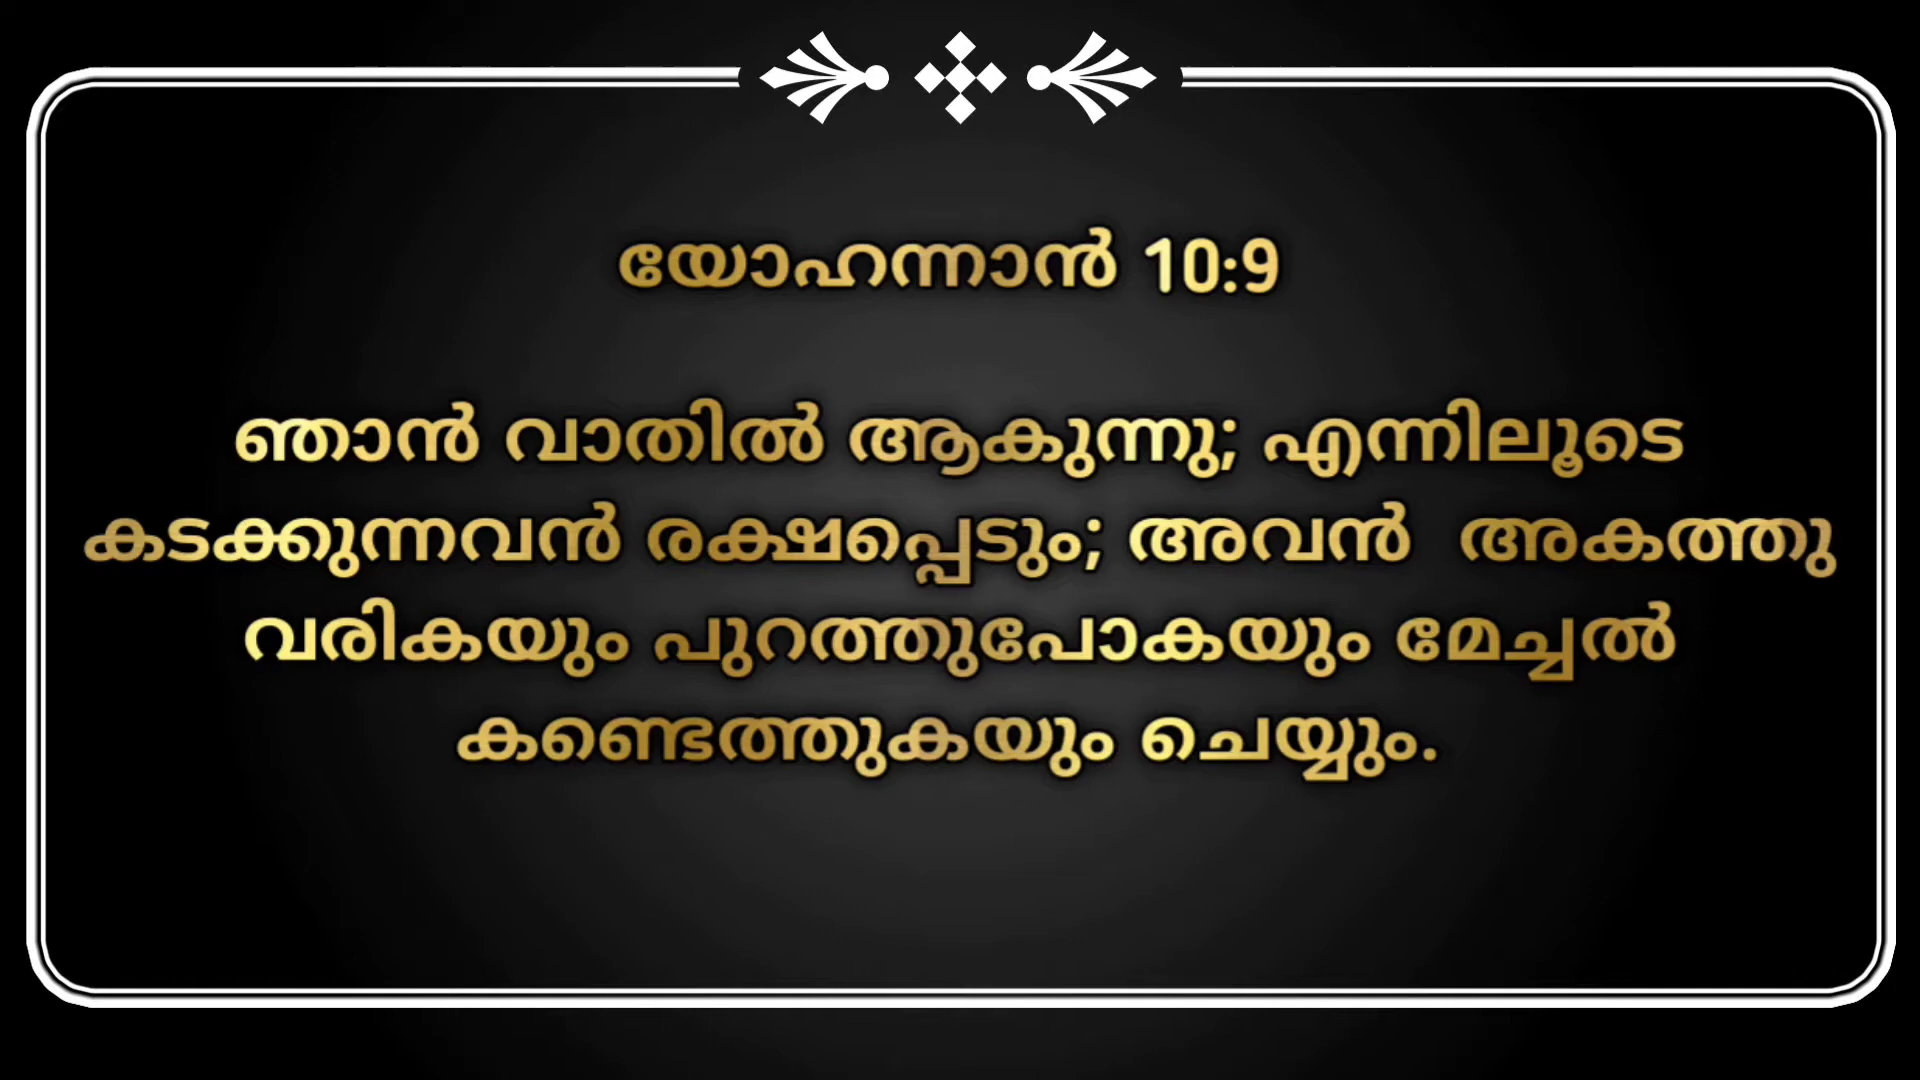 യോഹന്നാൻ 10:9
ഞാൻ വാതിൽ ആകുന്നു; എന്നിലൂടെ
കടക്കുന്നവൻ രക്ഷപ്പെടും; അവൻ അകത്തു
വരികയും പുറത്തുപോകയും മേച്ചൽ
കണ്ടെത്തുകയും ചെയ്യും.